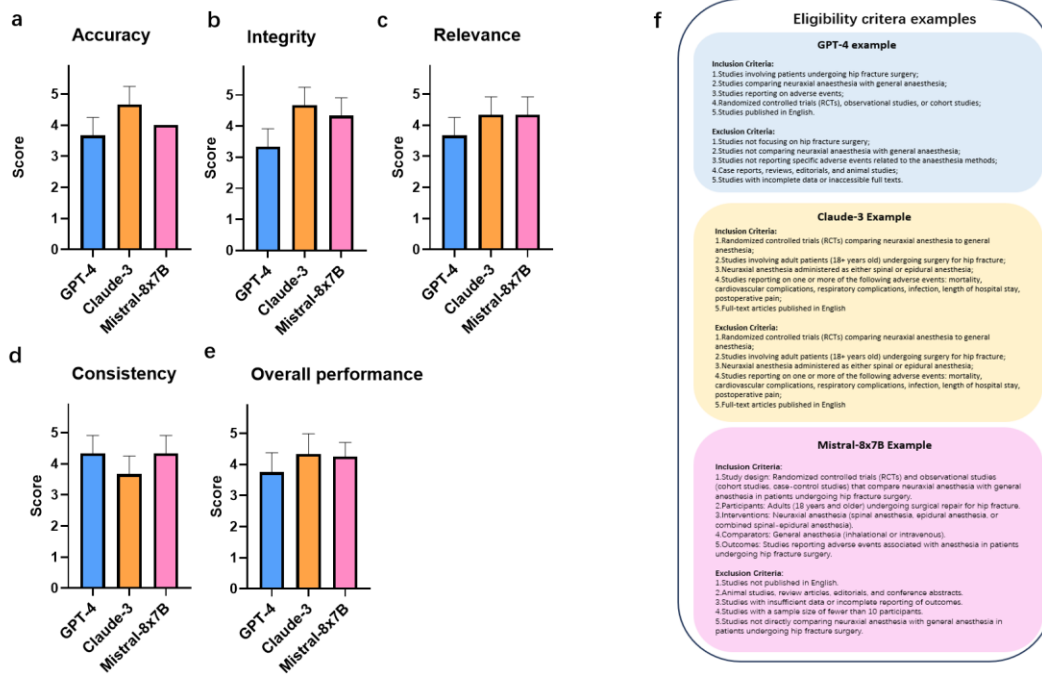 a
Accuracy
Score
5
4
3
2
1
0
GPT-4
Claude-3
Mistral-8x7B
b
Integrity
Score
5
4
3
2
1
0
GPT-4
Claude-3
Mistral-8x7B
c
Relevance
Score
5
4
3
2
1
0
GPT-4
Claude-3
Mistral-8x7B
d
Consistency
Score
5
4
3
2
1
0
GPT-4
Claude-3
Mistral-8x7B
e
Overall performance
Score
5
4
3
2
1
0
GPT-4
Claude-3
Mistral-8x7B
f
Eligibility critera examples
GPT-4 example
Inclusion Criteria:
1.Studies involving patients undergoing hip fracture surgery;
2.Studies comparing neuraxial anaesthesia with general anaesthesia;
3.Studies reporting on adverse events;
4.Randomized controlled trials (RCTs), observational studies, or cohort studies;
5.Studies published in English.
Exclusion Criteria:
1.Studies not focusing on hip fracture surgery;
2.Studies not comparing neuraxial anaesthesia with general anaesthesia;
3.Studies not reporting specific adverse events related to the anaesthesia methods;
4.Case reports, reviews, editorials, and animal studies;
5.Studies with incomplete data or inaccessible full texts.
Claude-3 Example
Inclusion Criteria:
1.Randomized controlled trials (RCTs) comparing neuraxial anesthesia to general
anesthesia;
2.Studies involving adult patients (18+ years old) undergoing surgery for hip fracture;
3.Neuraxial anesthesia administered as either spinal or epidural anesthesia;
4.Studies reporting on one or more of the following adverse events: mortality,
cardiovascular complications, respiratory complications, infection, length of hospital stay,
postoperative pain;
5.Full-text articles published in English
Exclusion Criteria:
1.Randomized controlled trials (RCTs) comparing neuraxial anesthesia to general
anesthesia;
2.Studies involving adult patients (18+ years old) undergoing surgery for hip fracture;
3.Neuraxial anesthesia administered as either spinal or epidural anesthesia;
4.Studies reporting on one or more of the following adverse events: mortality,
cardiovascular complications, respiratory complications, infection, length of hospital stay,
postoperative pain;
5.Full-text articles published in English
Mistral-8x7B Example
Inclusion Criteria:
1.Study design: Randomized controlled trials (RCTs) and observational studies
(cohort studies, case-control studies) that compare neuraxial anesthesia with general
anesthesia in patients undergoing hip fracture surgery.
2.Participants: Adults (18 years and older) undergoing surgical repair for hip fracture.
3.Interventions: Neuraxial anesthesia (spinal anesthesia, epidural anesthesia, or
combined spinal-epidural anesthesia).
4.Comparators: General anesthesia (inhalational or intravenous).
5.Outcomes: Studies reporting adverse events associated with anesthesia in patients
undergoing hip fracture surgery.
Exclusion Criteria:
1.Studies not published in English.
2.Animal studies, review articles, editorials, and conference abstracts.
3.Studies with insufficient data or incomplete reporting of outcomes.
4.Studies with a sample size of fewer than 10 participants.
5.Studies not directly comparing neuraxial anesthesia with general anesthesia in
patients undergoing hip fracture surgery.